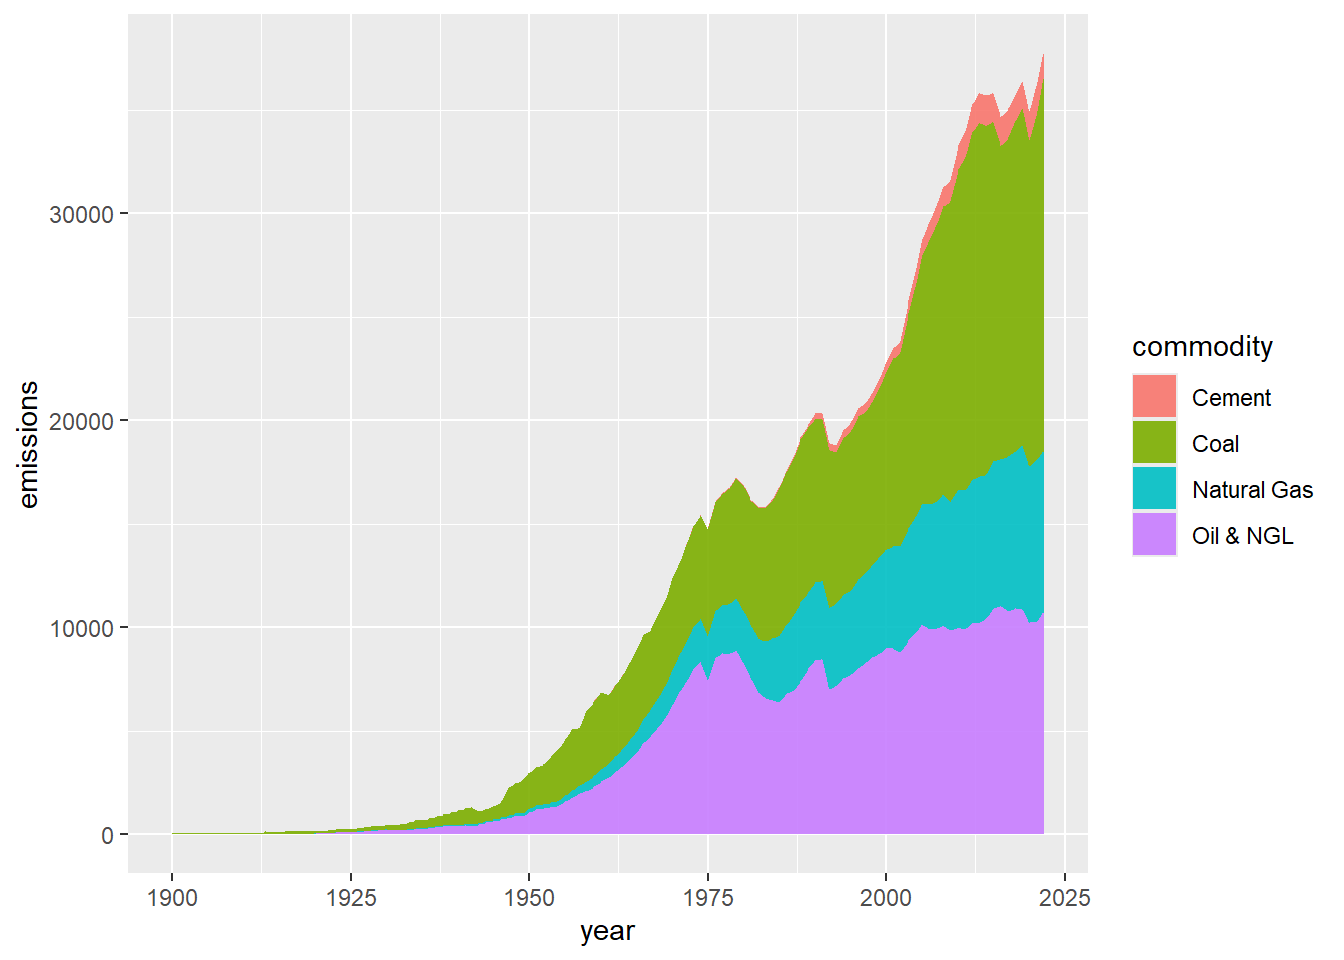 emissions
30000
20000
10000
0
1900
1925
1950
1975
2000
2025
year
commodity
Cement
Coal
Natural Gas
Oil & NGL